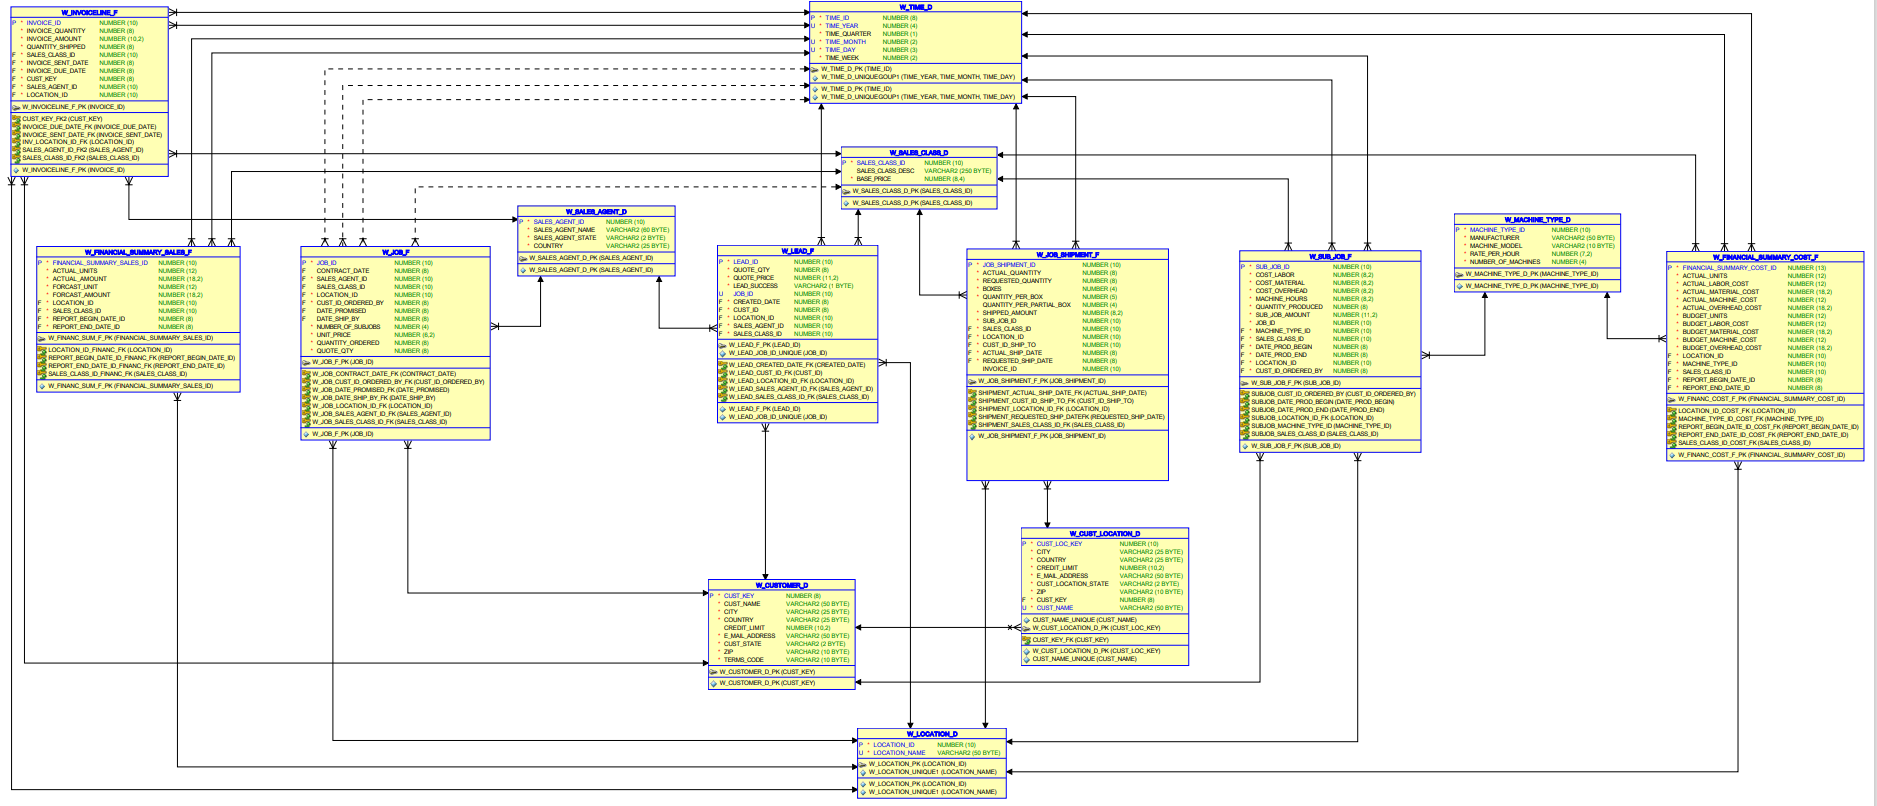 W_INVOICELINE_F
P * INVOICE_ID NUMBER (10)
* INVOICE_QUANTITY NUMBER (8)
* INVOICE_AMOUNT NUMBER (10,2)
* QUANTITY_SHIPPED NUMBER (8)
F * SALES_CLASS_ID NUMBER (10)
F * INVOICE_SENT_DATE NUMBER (8)
F * INVOICE_DUE_DATE NUMBER (8)
F * CUST_KEY NUMBER (8)
F * SALES_AGENT_ID NUMBER (10)
F * LOCATION_ID NUMBER (10)
W_INVOICELINE_F_PK (INVOICE_ID)
CUST_KEY_FK2 (CUST_KEY)
INVOICE_DUE_DATE_FK (INVOICE_DUE_DATE)
INVOICE_SENT_DATE_FK (INVOICE_SENT_DATE)
INV_LOCATION_ID_FK (LOCATION_ID)
SALES_AGENT_ID_FK2 (SALES_AGENT_ID)
SALES_CLASS_ID_FK2 (SALES_CLASS_ID)
W_INVOICELINE_F_PK (INVOICE_ID)
W_TIME_D
P * TIME_ID NUMBER (8)
U * TIME_YEAR NUMBER (4)
* TIME_QUARTER NUMBER (1)
U * TIME_MONTH NUMBER (2)
U * TIME_DAY NUMBER (3)
* TIME_WEEK NUMBER (2)
W_TIME_D_PK (TIME_ID)
W_TIME_D_UNIQUEGOUP1 (TIME_YEAR, TIME_MONTH, TIME_DAY)
W_TIME_D_PK (TIME_ID)
W_TIME_D_UNIQUEGOUP1 (TIME_YEAR, TIME_MONTH, TIME_DAY)
W_SALES_CLASS_D
P * SALES_CLASS_ID NUMBER (10)
SALES_CLASS_DESC VARCHAR2 (250 BYTE)
* BASE_PRICE NUMBER (8,4)
W_SALES_CLASS_D_PK (SALES_CLASS_ID)
W_SALES_CLASS_D_PK (SALES_CLASS_ID)
W_SALES_AGENT_D
P * SALES_AGENT_ID NUMBER (10)
* SALES_AGENT_NAME VARCHAR2 (60 BYTE)
* SALES_AGENT_STATE VARCHAR2 (2 BYTE)
* COUNTRY VARCHAR2 (25 BYTE)
W_SALES_AGENT_D_PK (SALES_AGENT_ID)
W_SALES_AGENT_D_PK (SALES_AGENT_ID)
W_MACHINE_TYPE_D
P * MACHINE_TYPE_ID NUMBER (10)
* MANUFACTURER VARCHAR2 (50 BYTE)
* MACHINE_MODEL VARCHAR2 (10 BYTE)
* RATE_PER_HOUR NUMBER (7,2)
* NUMBER_OF_MACHINES NUMBER (4)
W_MACHINE_TYPE_D_PK (MACHINE_TYPE_ID)
W_MACHINE_TYPE_D_PK (MACHINE_TYPE_ID)
W_FINANCIAL_SUMMARY_SALES_F
P * FINANCIAL_SUMMARY_SALES_ID NUMBER (10)
* ACTUAL_UNITS NUMBER (12)
* ACTUAL_AMOUNT NUMBER (18,2)
* FORCAST_UNIT NUMBER (12)
* FORCAST_AMOUNT NUMBER (18,2)
F * LOCATION_ID NUMBER (10)
F * SALES_CLASS_ID NUMBER (10)
F * REPORT_BEGIN_DATE_ID NUMBER (8)
F * REPORT_END_DATE_ID NUMBER (8)
W_FINANC_SUM_F_PK (FINANCIAL_SUMMARY_SALES_ID)
LOCATION_ID_FINANC_FK (LOCATION_ID)
REPORT_BEGIN_DATE_ID_FINANC_FK (REPORT_BEGIN_DATE_ID)
REPORT_END_DATE_ID_FINANC_FK (REPORT_END_DATE_ID)
SALES_CLASS_ID_FINANC_FK (SALES_CLASS_ID)
W_FINANC_SUM_F_PK (FINANCIAL_SUMMARY_SALES_ID)
W_JOB_F
P * JOB_ID NUMBER (10)
F CONTRACT_DATE NUMBER (8)
F * SALES_AGENT_ID NUMBER (10)
F SALES_CLASS_ID NUMBER (10)
F * LOCATION_ID NUMBER (10)
F * CUST_ID_ORDERED_BY NUMBER (8)
F DATE_PROMISED NUMBER (8)
F DATE_SHIP_BY NUMBER (8)
* NUMBER_OF_SUBJOBS NUMBER (4)
* UNIT_PRICE NUMBER (6,2)
* QUANTITY_ORDERED NUMBER (8)
* QUOTE_QTY NUMBER (8)
W_JOB_F_PK (JOB_ID)
W_JOB_CONTRACT_DATE_FK (CONTRACT_DATE)
W_JOB_CUST_ID_ORDERED_BY_FK (CUST_ID_ORDERED_BY)
W_JOB_DATE_PROMISED_FK (DATE_PROMISED)
W_JOB_DATE_SHIP_BY_FK (DATE_SHIP_BY)
W_JOB_LOCATION_ID_FK (LOCATION_ID)
W_JOB_SALES_AGENT_ID_FK (SALES_AGENT_ID)
W_JOB_SALES_CLASS_ID_FK (SALES_CLASS_ID)
W_JOB_F_PK (JOB_ID)
W_LEAD_F
P * LEAD_ID NUMBER (10)
* QUOTE_QTY NUMBER (8)
* QUOTE_PRICE NUMBER (11,2)
* LEAD_SUCCESS VARCHAR2 (1 BYTE)
U JOB_ID NUMBER (10)
F * CREATED_DATE NUMBER (8)
F * CUST_ID NUMBER (8)
F * LOCATION_ID NUMBER (10)
F * SALES_AGENT_ID NUMBER (10)
F * SALES_CLASS_ID NUMBER (10)
W_LEAD_F_PK (LEAD_ID)
W_LEAD_JOB_ID_UNIQUE (JOB_ID)
W_LEAD_CREATED_DATE_FK (CREATED_DATE)
W_LEAD_CUST_ID_FK (CUST_ID)
W_LEAD_LOCATION_ID_FK (LOCATION_ID)
W_LEAD_SALES_AGENT_ID_FK (SALES_AGENT_ID)
W_LEAD_SALES_CLASS_ID_FK (SALES_CLASS_ID)
W_LEAD_F_PK (LEAD_ID)
W_LEAD_JOB_ID_UNIQUE (JOB_ID)
W_JOB_SHIPMENT_F
P * JOB_SHIPMENT_ID NUMBER (10)
* ACTUAL_QUANTITY NUMBER (8)
* REQUESTED_QUANTITY NUMBER (8)
* BOXES NUMBER (4)
* QUANTITY_PER_BOX NUMBER (5)
* QUANTITY_PER_PARTIAL_BOX NUMBER (4)
* SHIPPED_AMOUNT NUMBER (8,2)
* SUB_JOB_ID NUMBER (10)
F * SALES_CLASS_ID NUMBER (10)
F * LOCATION_ID NUMBER (10)
F * CUST_ID_SHIP_TO NUMBER (10)
F * ACTUAL_SHIP_DATE NUMBER (8)
F * REQUESTED_SHIP_DATE NUMBER (8)
INVOICE_ID NUMBER (10)
W_JOB_SHIPMENT_F_PK (JOB_SHIPMENT_ID)
SHIPMENT_ACTUAL_SHIP_DATE_FK (ACTUAL_SHIP_DATE)
SHIPMENT_CUST_ID_SHIP_TO_FK (CUST_ID_SHIP_TO)
SHIPMENT_LOCATION_ID_FK (LOCATION_ID)
SHIPMENT_REQUESTED_SHIP_DATEFK (REQUESTED_SHIP_DATE)
SHIPMENT_SALES_CLASS_ID_FK (SALES_CLASS_ID)
W_JOB_SHIPMENT_F_PK (JOB_SHIPMENT_ID)
W_SUB_JOB_F
P * SUB_JOB_ID NUMBER (10)
* COST_LABOR NUMBER (8,2)
* COST_MATERIAL NUMBER (8,2)
* COST_OVERHEAD NUMBER (8,2)
* MACHINE_HOURS NUMBER (8,2)
* QUANTITY_PRODUCED NUMBER (8)
* SUB_JOB_AMOUNT NUMBER (11,2)
* JOB_ID NUMBER (10)
F * MACHINE_TYPE_ID NUMBER (10)
F * SALES_CLASS_ID NUMBER (10)
F * DATE_PROD_BEGIN NUMBER (8)
F * DATE_PROD_END NUMBER (8)
F * LOCATION_ID NUMBER (10)
F * CUST_ID_ORDERED_BY NUMBER (8)
W_SUB_JOB_F_PK (SUB_JOB_ID)
SUBJOB_CUST_ID_ORDERED_BY (CUST_ID_ORDERED_BY)
SUBJOB_DATE_PROD_BEGIN (DATE_PROD_BEGIN)
SUBJOB_DATE_PROD_END (DATE_PROD_END)
SUBJOB_LOCATION_ID_FK (LOCATION_ID)
SUBJOB_MACHINE_TYPE_ID (MACHINE_TYPE_ID)
SUBJOB_SALES_CLASS_ID (SALES_CLASS_ID)
W_SUB_JOB_F_PK (SUB_JOB_ID)
W_FINANCIAL_SUMMARY_COST_F
P * FINANCIAL_SUMMARY_COST_ID NUMBER (13)
* ACTUAL_UNITS NUMBER (12)
* ACTUAL_LABOR_COST NUMBER (12)
* ACTUAL_MATERIAL_COST NUMBER (18,2)
* ACTUAL_MACHINE_COST NUMBER (12)
* ACTUAL_OVERHEAD_COST NUMBER (18,2)
* BUDGET_UNITS NUMBER (12)
* BUDGET_LABOR_COST NUMBER (12)
* BUDGET_MATERIAL_COST NUMBER (18,2)
* BUDGET_MACHINE_COST NUMBER (12)
* BUDGET_OVERHEAD_COST NUMBER (18,2)
F * LOCATION_ID NUMBER (10)
F * MACHINE_TYPE_ID NUMBER (10)
F * SALES_CLASS_ID NUMBER (10)
F * REPORT_BEGIN_DATE_ID NUMBER (8)
F * REPORT_END_DATE_ID NUMBER (8)
W_FINANC_COST_F_PK (FINANCIAL_SUMMARY_COST_ID)
LOCATION_ID_COST_FK (LOCATION_ID)
MACHINE_TYPE_ID_COST_FK (MACHINE_TYPE_ID)
REPORT_BEGIN_DATE_ID_COST_FK (REPORT_BEGIN_DATE_ID)
REPORT_END_DATE_ID_COST_FK (REPORT_END_DATE_ID)
SALES_CLASS_ID_COST_FK (SALES_CLASS_ID)
W_FINANC_COST_F_PK (FINANCIAL_SUMMARY_COST_ID)
W_CUST_LOCATION_D
P * CUST_LOC_KEY NUMBER (10)
* CITY VARCHAR2 (25 BYTE)
* COUNTRY VARCHAR2 (25 BYTE)
* CREDIT_LIMIT NUMBER (10,2)
* E_MAIL_ADDRESS VARCHAR2 (50 BYTE)
* CUST_LOCATION_STATE VARCHAR2 (2 BYTE)
* ZIP VARCHAR2 (10 BYTE)
F * CUST_KEY NUMBER (8)
U * CUST_NAME VARCHAR2 (50 BYTE)
CUST_NAME_UNIQUE (CUST_NAME)
W_CUST_LOCATION_D_PK (CUST_LOC_KEY)
CUST_KEY_FK (CUST_KEY)
W_CUST_LOCATION_D_PK (CUST_LOC_KEY)
CUST_NAME_UNIQUE (CUST_NAME)
W_CUSTOMER_D
P * CUST_KEY NUMBER (8)
* CUST_NAME VARCHAR2 (50 BYTE)
* CITY VARCHAR2 (25 BYTE)
* COUNTRY VARCHAR2 (25 BYTE)
CREDIT_LIMIT NUMBER (10,2)
* E_MAIL_ADDRESS VARCHAR2 (50 BYTE)
* CUST_STATE VARCHAR2 (2 BYTE)
* ZIP VARCHAR2 (10 BYTE)
* TERMS_CODE VARCHAR2 (10 BYTE)
W_CUSTOMER_D_PK (CUST_KEY)
W_CUSTOMER_D_PK (CUST_KEY)
W_LOCATION_D
P * LOCATION_ID NUMBER (10)
U * LOCATION_NAME VARCHAR2 (50 BYTE)
W_LOCATION_PK (LOCATION_ID)
W_LOCATION_UNIQUE1 (LOCATION_NAME)
W_LOCATION_PK (LOCATION_ID)
W_LOCATION_UNIQUE1 (LOCATION_NAME)